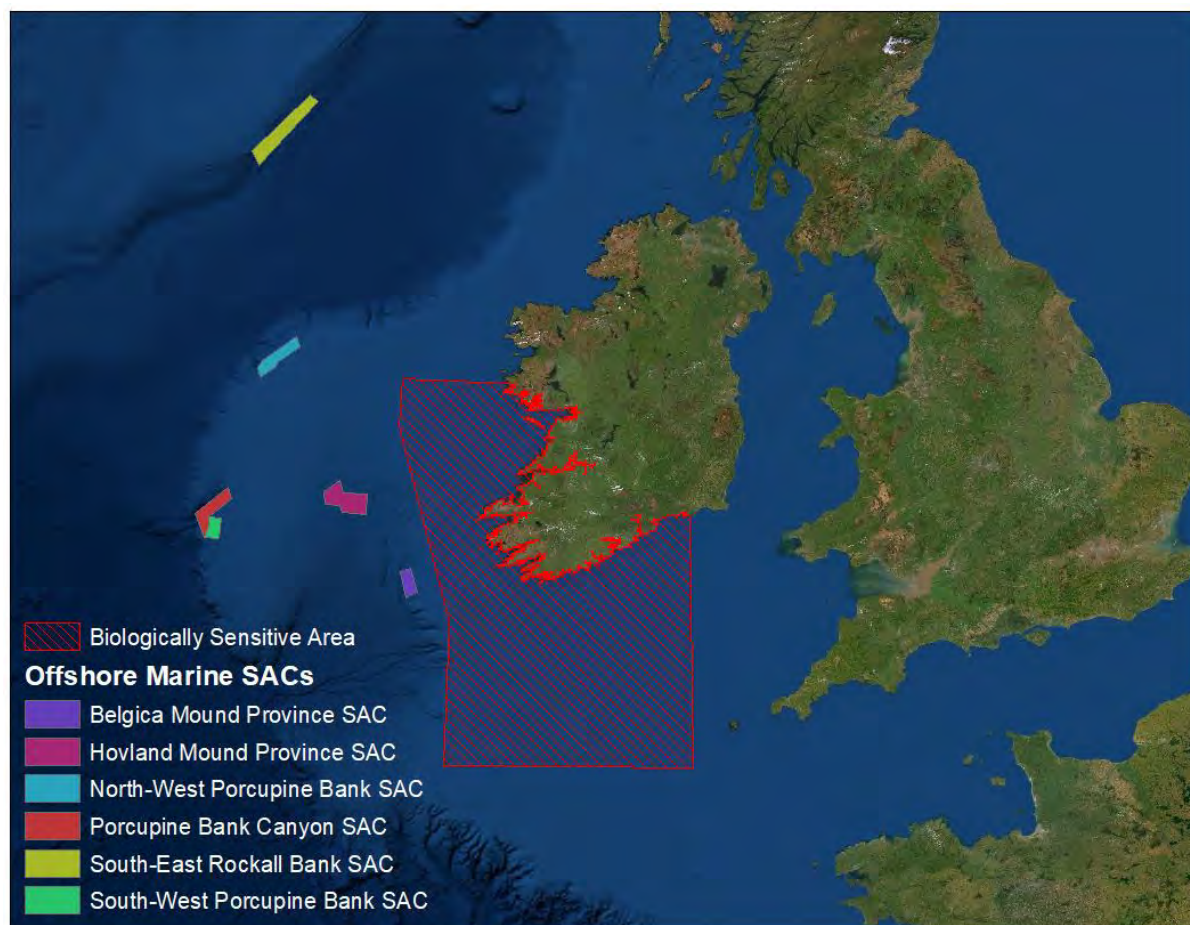 Biologically Sensitive Area
Offshore Marine SACs
Belgica Mound Province SAC
Hovland Mound Province SAC
North-West Porcupine Bank SAC
Porcupine Bank Canyon SAC
South-East Rockall Bank SAC
South-West Porcupine Bank SAC